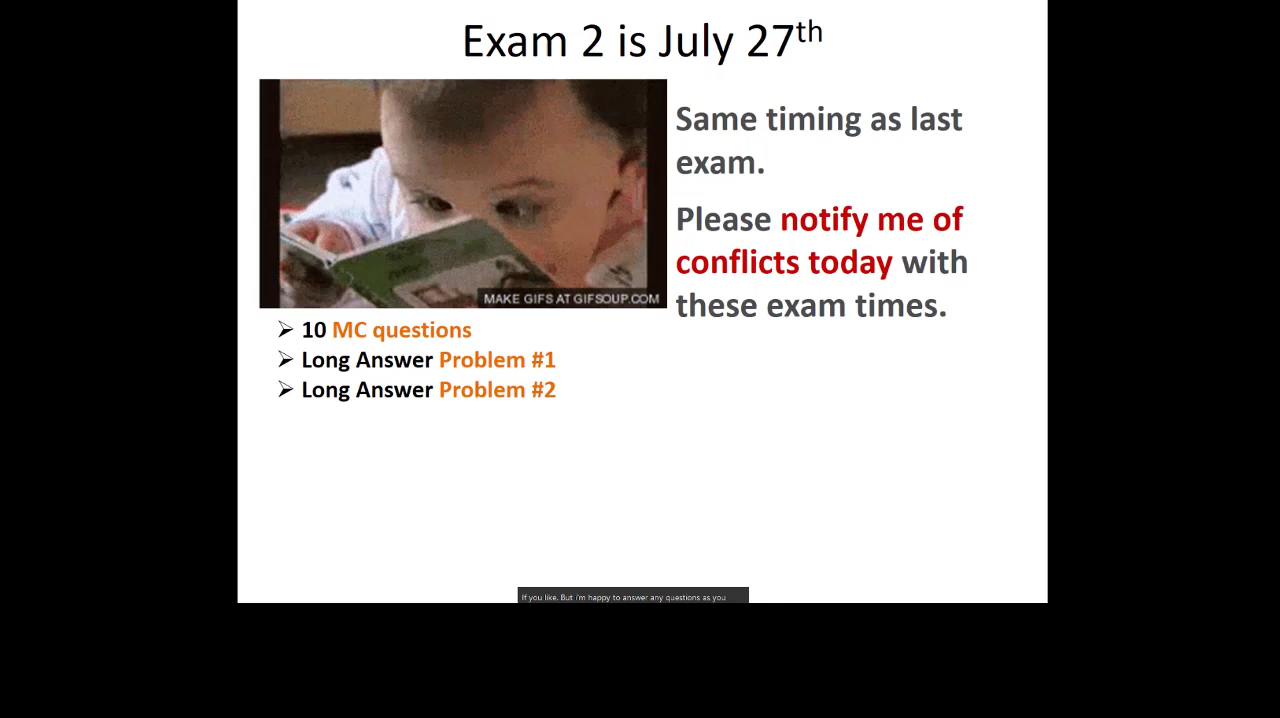 Exam 2 is July 27th
Same timing as last
exam.
Please notify me of
conflicts today with
these exam times.
MAKE GIFS AT GIFSOUP.COM
➢ 10 MC questions
➢ Long Answer Problem #1
➢ Long Answer Problem #2
If you like. But i'm happy to answer any questions as you